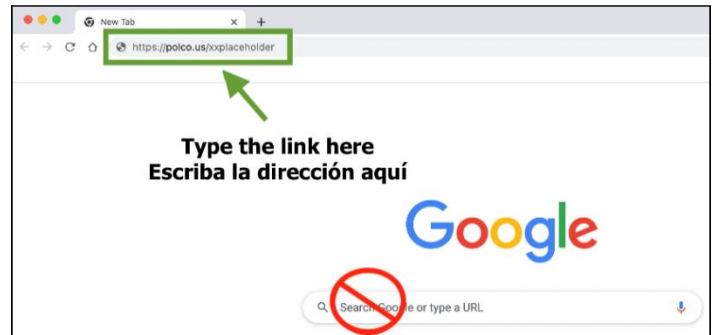 New Tab
https://polco.us/xxplaceholder
Type the link here
Escriba la dirección aquí
Google
Search Google or type a URL